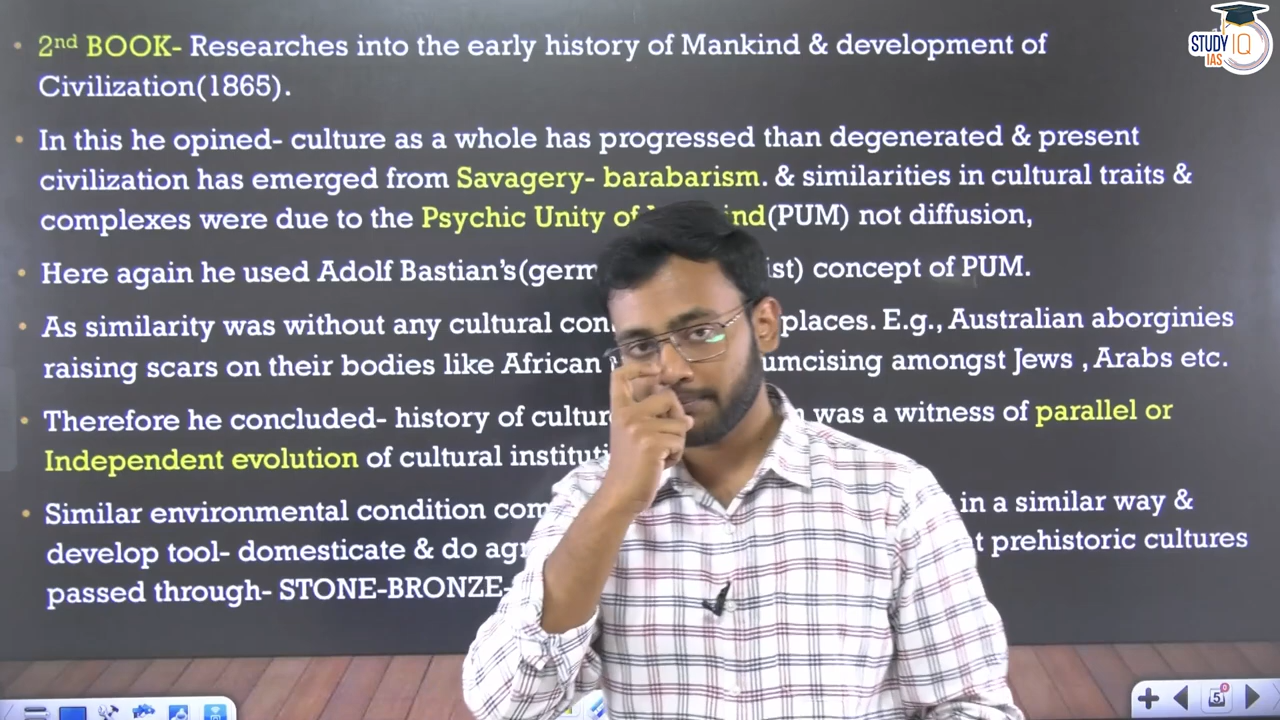 2nd BOOK- Researches into the early history of Mankind & development of
Civilization(1865).
In this he opined- culture as a whole has progressed than degenerated & present
civilization has emerged from Savagery- barabarism. & similarities in cultural traits &
complexes were due to the Psychic Unity of ind(PUM) not diffusion,
Here again he used Adolf Bastian's(germ ist) concept of PUM.
As similarity was without any cultural con places. E.g., Australian aborginies
raising scars on their bodies like African umcising amongst Jews , Arabs etc.
Therefore he concluded- history of cultur was a witness of parallel or
Independent evolution of cultural instituti
Similar environmental condition com in a similar way &
develop tool- domesticate & do agr t prehistoric cultures
passed through- STONE-BRONZE-
STUDY IQ
IAS
5